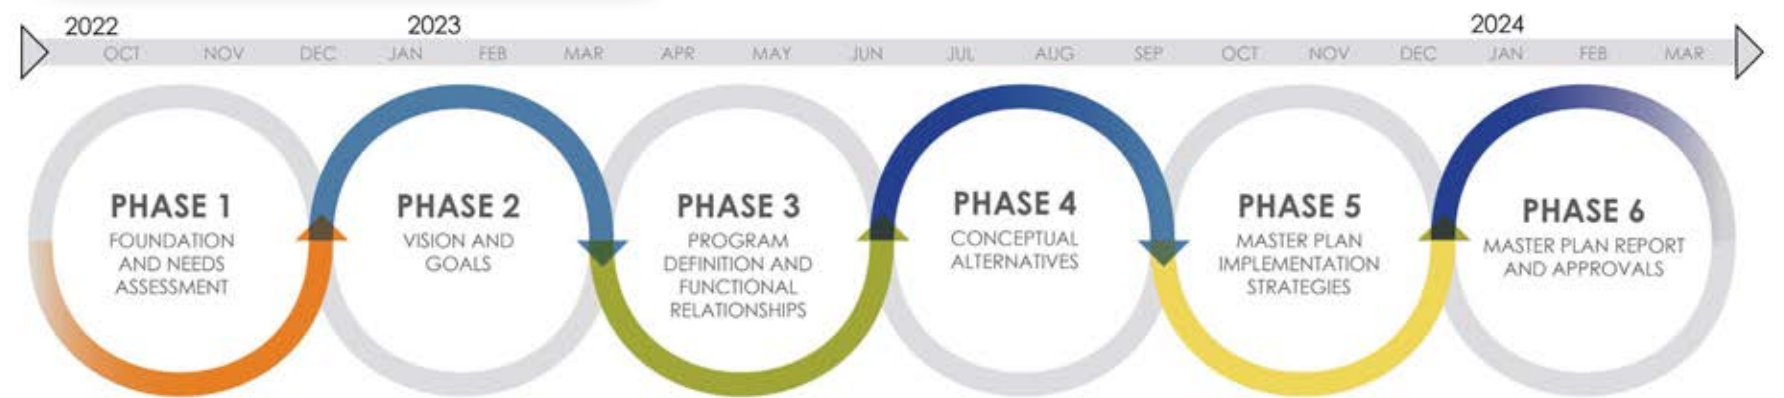 2022 2023 2024
OCT NOV DEC JAN FEB MAR APR MAY JUN JUL AUG SEP OCT NOV DEC JAN FEB MAR
PHASE 1
FOUNDATION
AND NEEDS
ASSESSMENT
PHASE 2
VISION AND
GOALS
PHASE 3
PROGRAM
DEFINITION AND
FUNCTIONAL
RELATIONSHIPS
PHASE 4
CONCEPTUAL
ALTERNATIVES
PHASE 5
MASTER PLAN
IMPLEMENTATION
STRATEGIES
PHASE 6
MASTER PLAN REPORT
AND APPROVALS